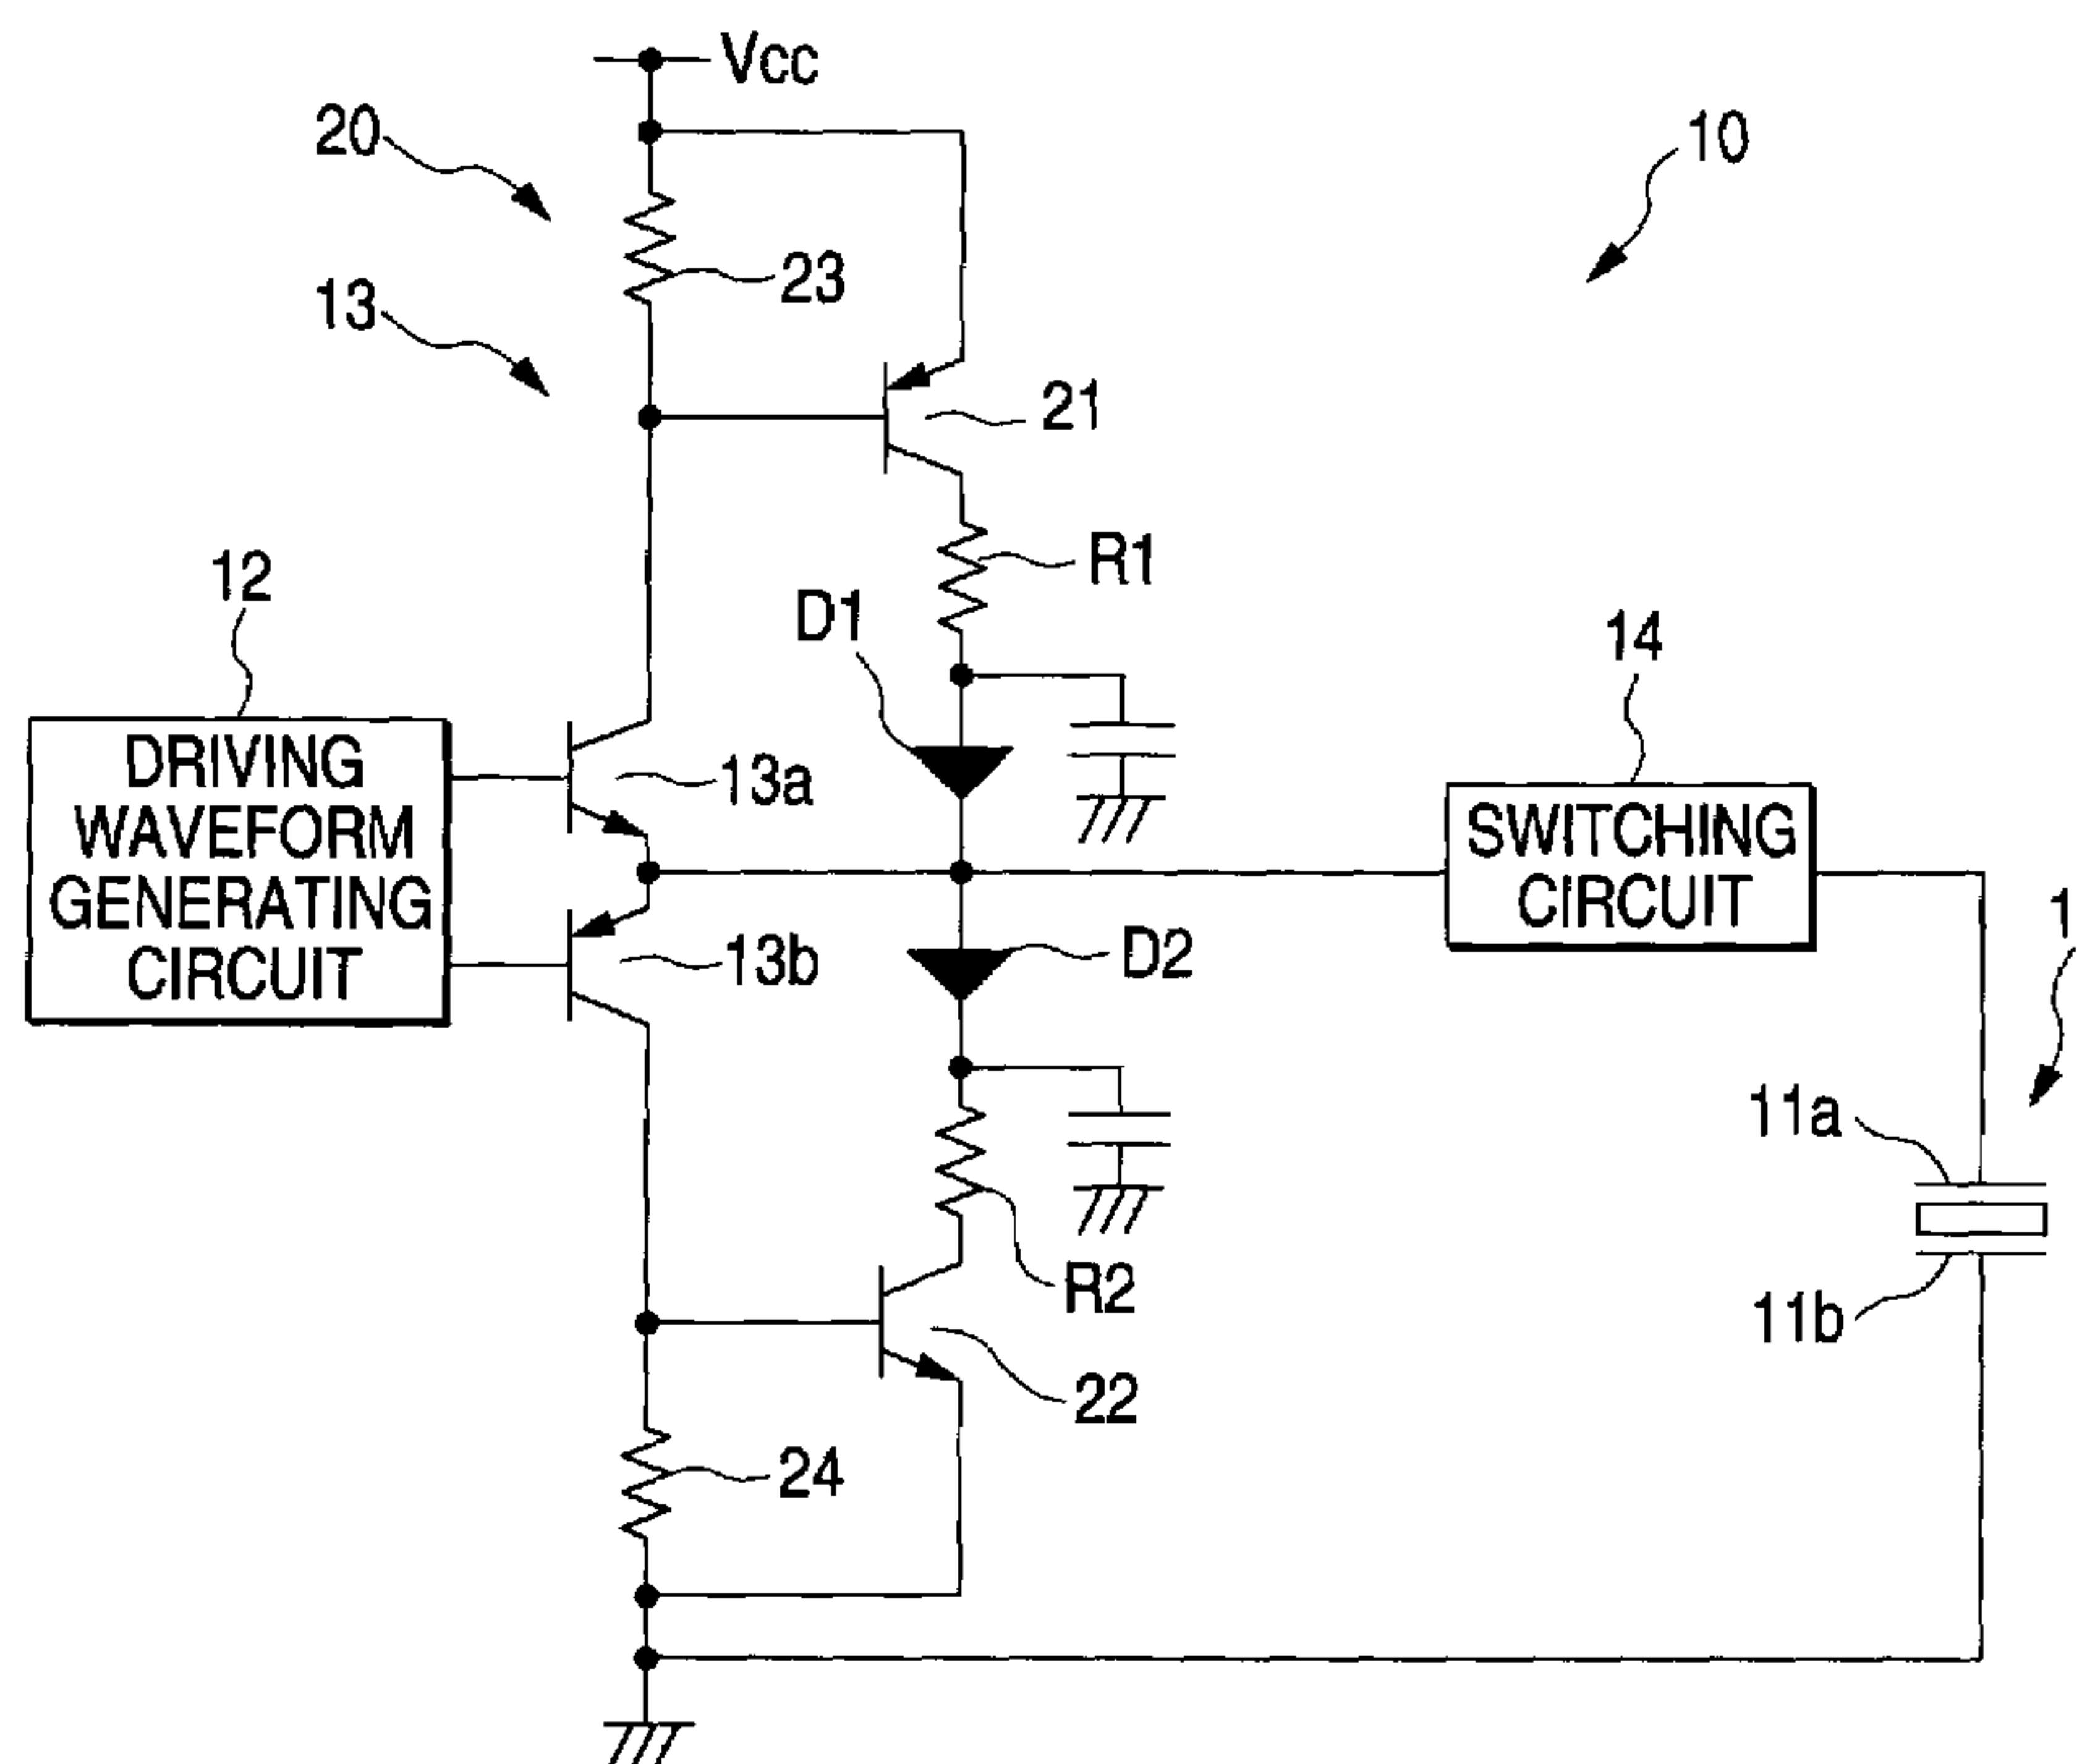 Vcc
20
10
23
13
21
R1
12
D1
14
DRIVING
WAVEFORM
GENERATING
CIRCUIT
13a
SWITCHING
CIRCUIT
1
13b
D2
11a
R2
11b
22
24